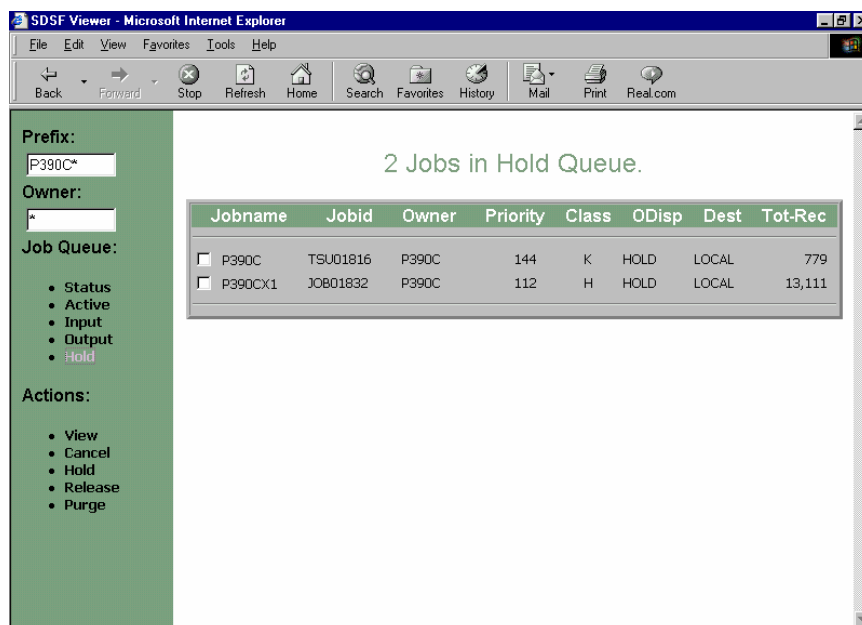 SDSF Viewer - Microsoft Internet Explorer
File Edit View Favorites Tools Help
Back Forward Stop Refresh Home Search Favorites History Mail Print Real.com
Prefix:
P390C*
Owner:
*
Job Queue:
Status
Active
Input
Output
Hold
Actions:
View
Cancel
Hold
Release
Purge
2 Jobs in Hold Queue.
Jobname Jobid Owner Priority Class ODisp Dest Tot-Rec
P390C TSU01816 P390C 144 K HOLD LOCAL 779
P390CX1 JOB01832 P390C 112 H HOLD LOCAL 13,111